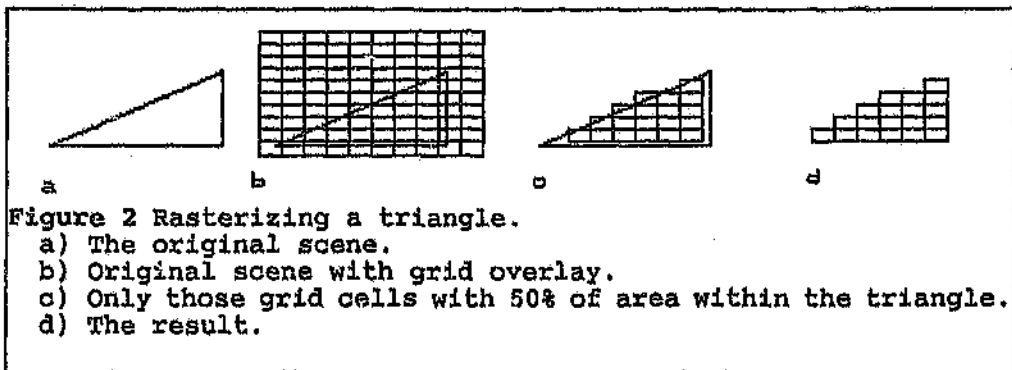 a
b
c
d
Figure 2 Rasterizing a triangle.
a) The original scene.
b) Original scene with grid overlay.
c) Only those grid cells with 50% of area within the triangle.
d) The result.